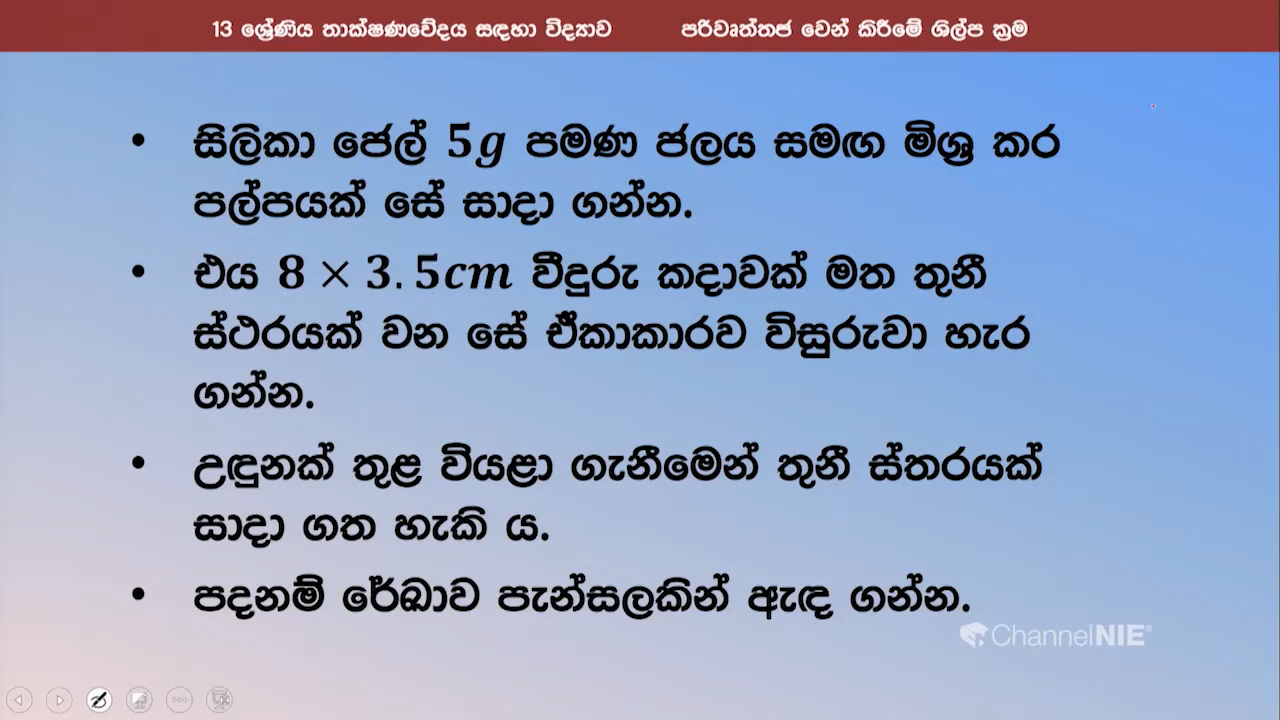 13 ශ්‍රේණිය තාක්ෂණවේදය සඳහා විද්‍යාව පරිවෘත්තජ වෙන් කිරීමේ ශිල්ප ක්‍රම
• සිලිකා ජෙල් 5g පමණ ජලය සමඟ මිශ්‍ර කර
පල්පයක් සේ සාදා ගන්න.
• එය 8 × 3.5cm වීදුරු කදාවක් මත තුනී
ස්ථරයක් වන සේ ඒකාකාරව විසුරුවා හැර
ගන්න.
• උඳුනක් තුළ වියළා ගැනීමෙන් තුනී ස්තරයක්
සාදා ගත හැකි ය.
• පදනම් රේඛාව පැන්සලකින් ඇඳ ගන්න.
ChannelNIE